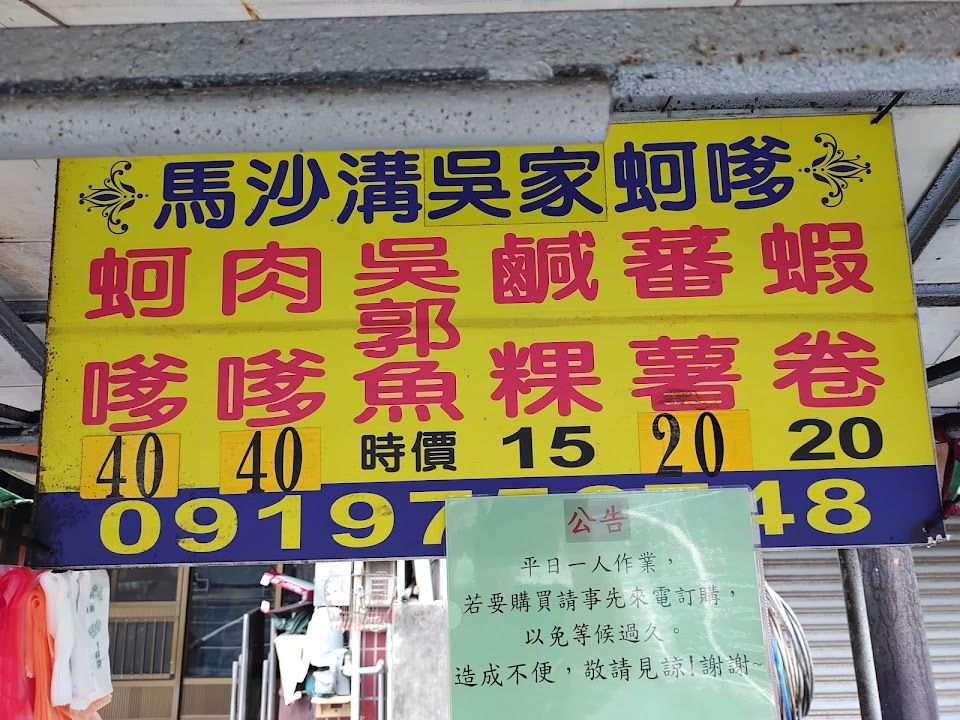 馬沙溝吳家蚵嗲
蚵嗲 肉嗲 吳郭魚 鹹粿 蕃薯 蝦卷
40 40 時價 15 20 20
公告
平日一人作業，
若要購買請事先來電訂購，
以免等候過久。
造成不便，敬請見諒!謝謝~